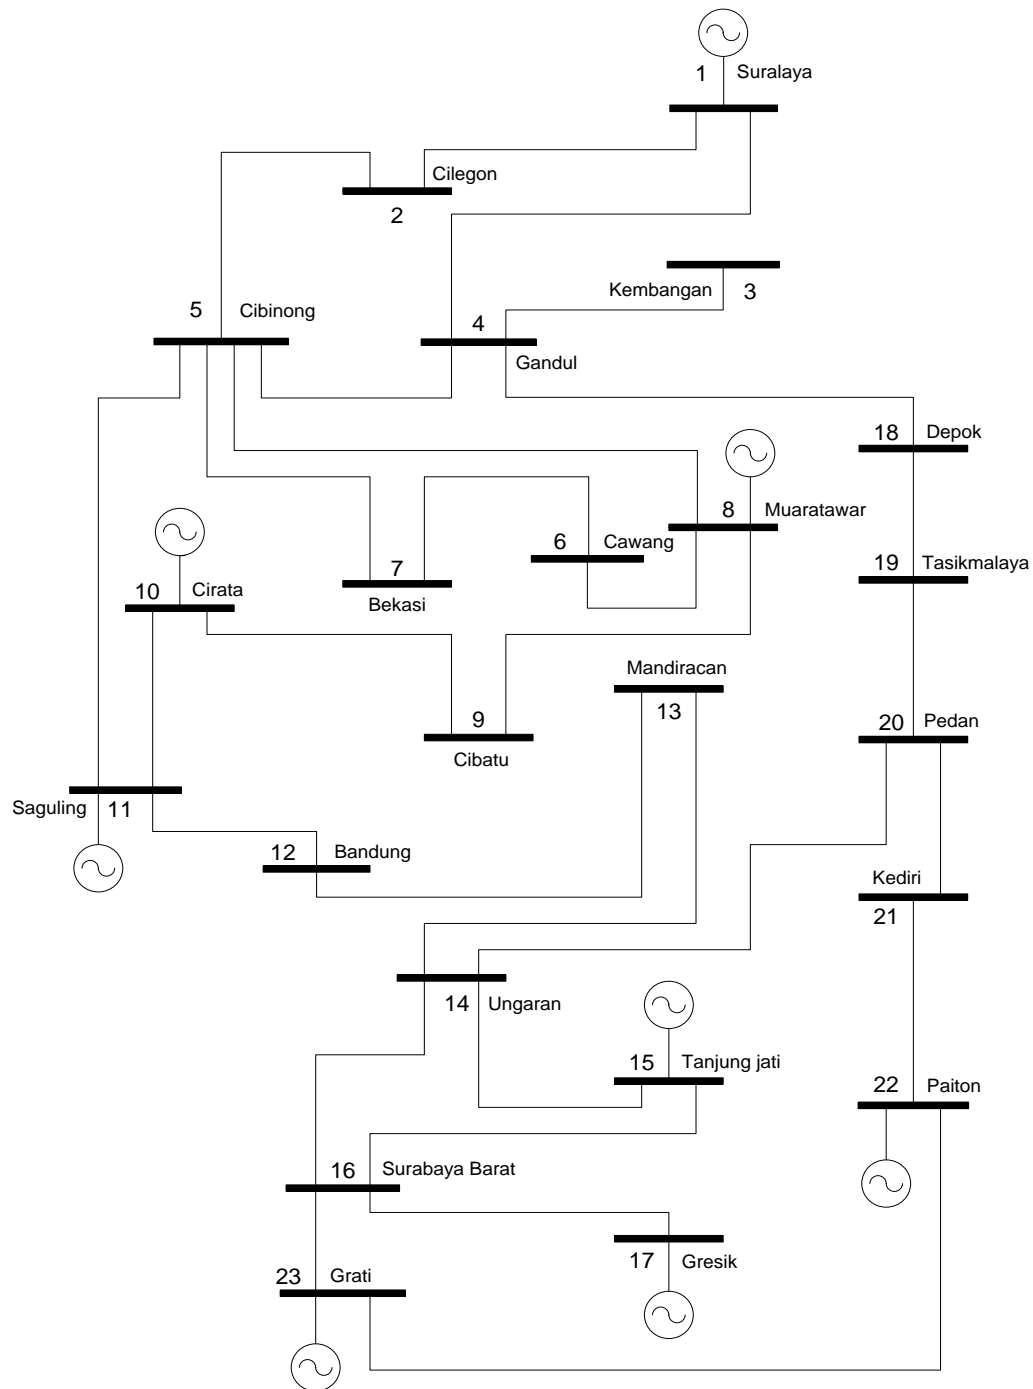 1 Suralaya
Cilegon
2
Kembangan 3
5 Cibinong
4
Gandul
18 Depok
8 Muaratawar
6 Cawang
7
Bekasi
19 Tasikmalaya
10 Cirata
Mandiracan
13
9
Cibatu
20 Pedan
Saguling 11
12 Bandung
Kediri
21
14 Ungaran
15 Tanjung jati
22 Paiton
16 Surabaya Barat
17 Gresik
23 Grati